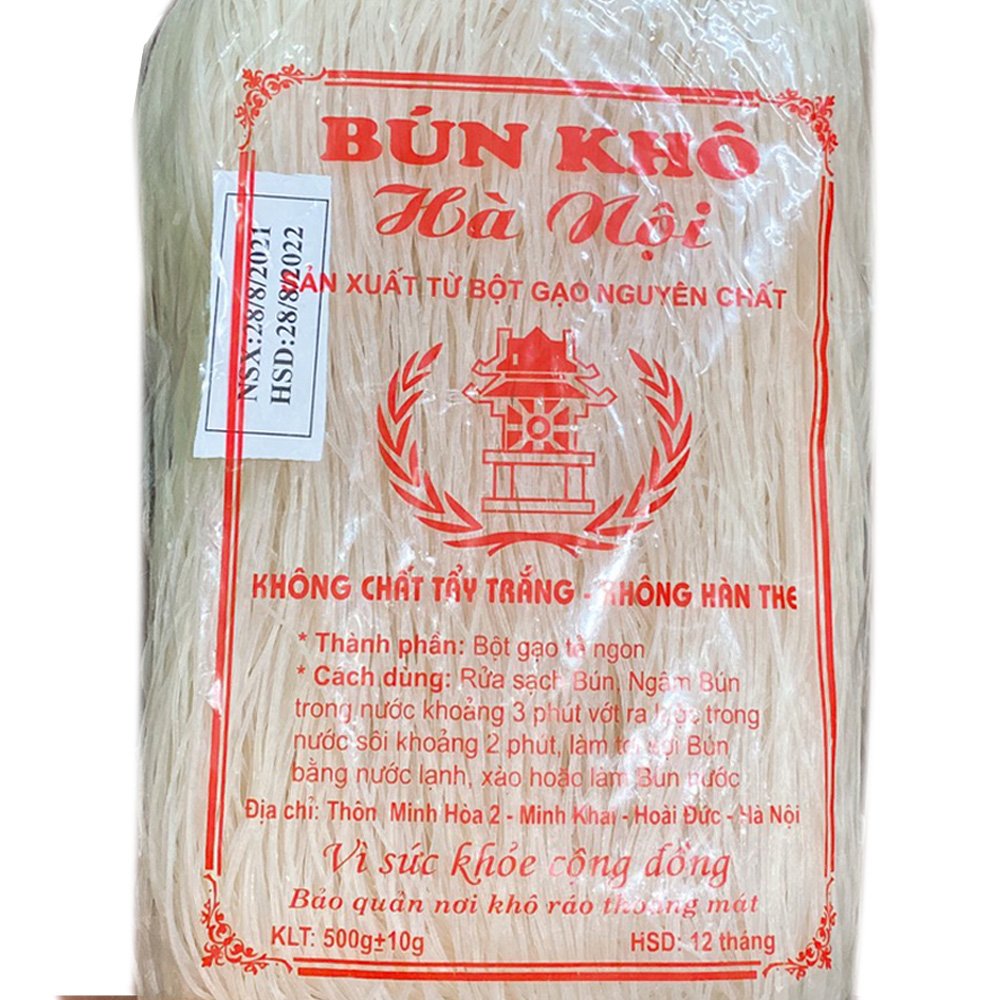 BÚN KHÔ
Hà Nội
SẢN XUẤT TỪ BỘT GẠO NGUYÊN CHẤT
NSX:28/8/2021
HSD:28/8/2022
KHÔNG CHẤT TẨY TRẮNG - KHÔNG HÀN THE
* Thành phần: Bột gạo tẻ ngon
* Cách dùng: Rửa sạch Bún, Ngâm Bún
trong nước khoảng 3 phút vớt ra trong
nước sôi khoảng 2 phút, làm tơi sợi Bún
bằng nước lạnh, xào hoặc làm Bún nước
Địa chỉ: Thôn Minh Hòa 2 - Minh Khai - Hoài Đức - Hà Nội
Vì sức khỏe cộng đồng
Bảo quản nơi khô ráo thoáng mát
KLT: 500g±10g HSD: 12 tháng